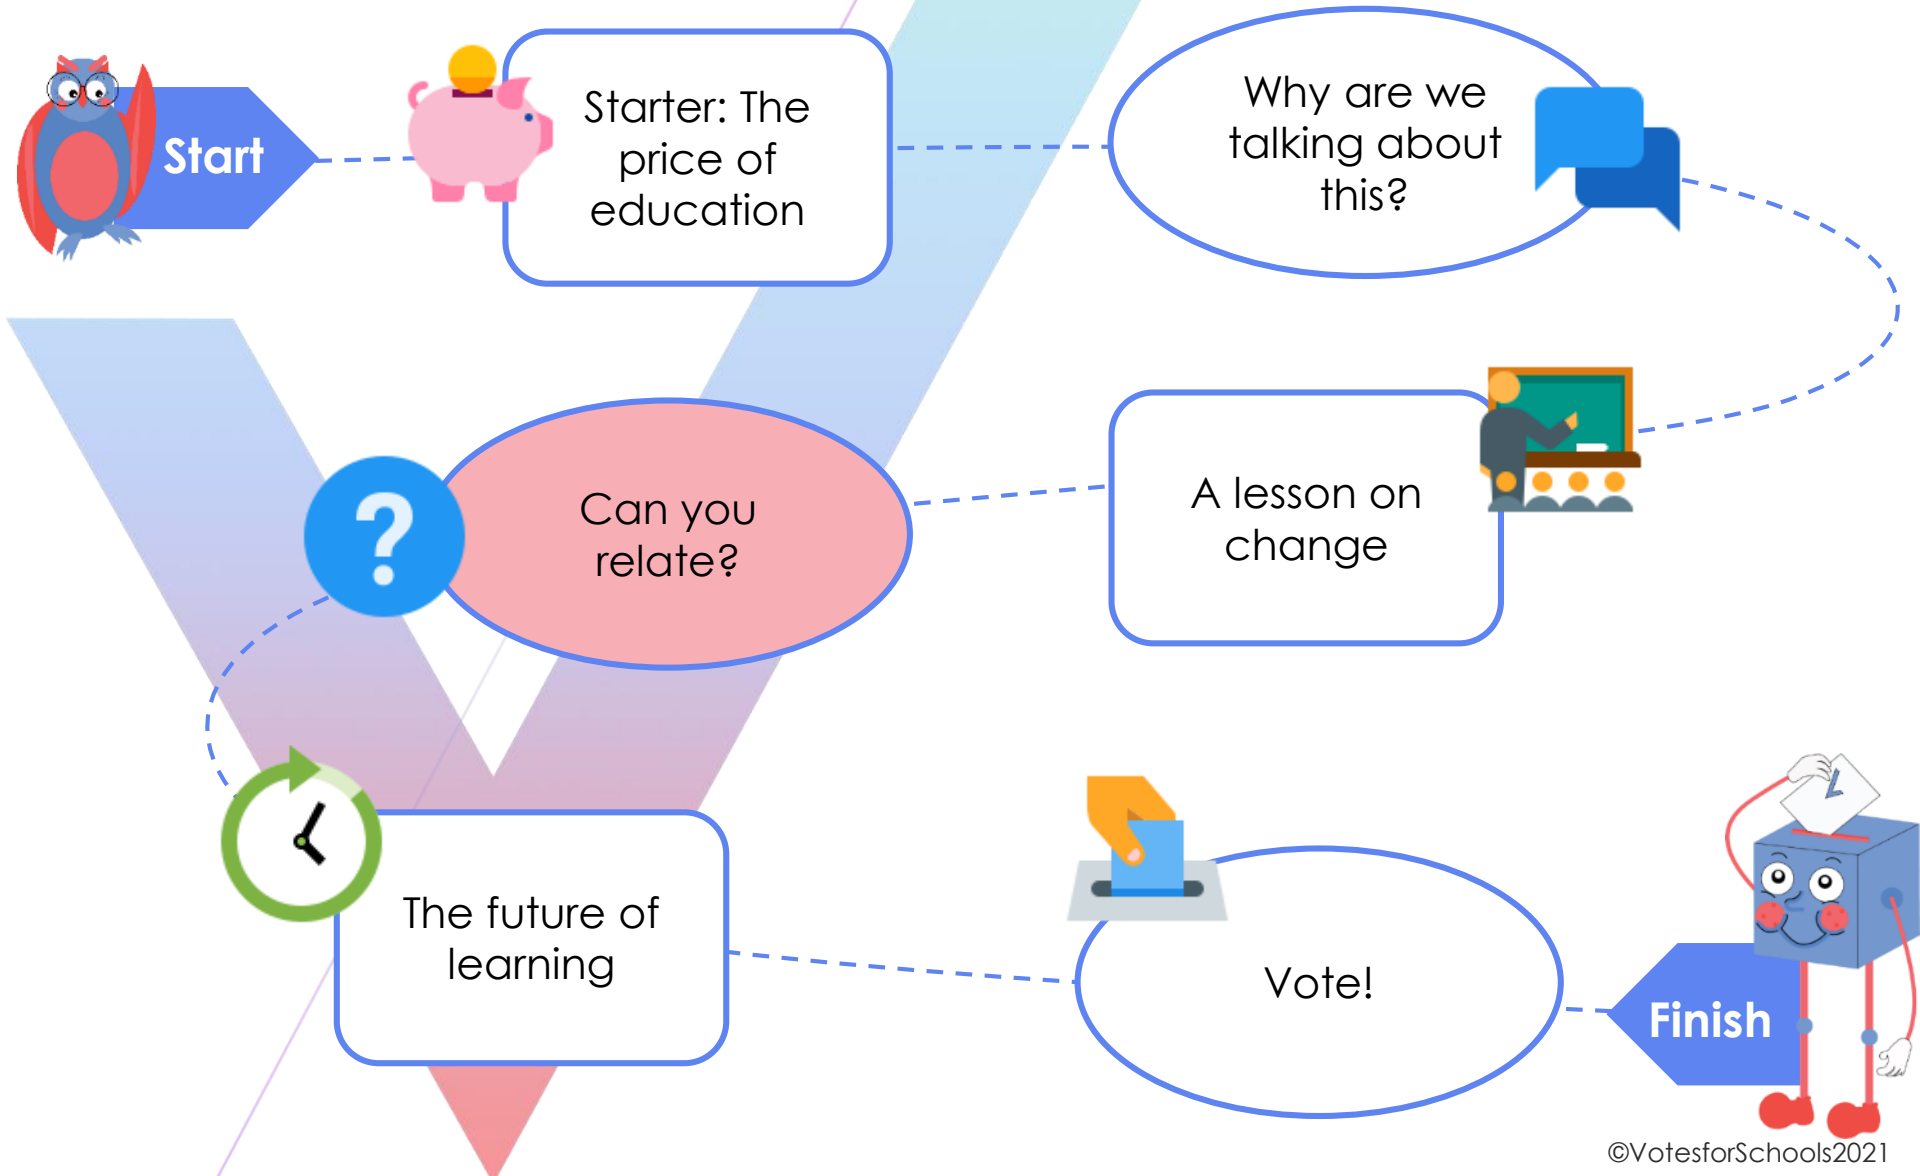 Start
Starter: The
price of
education
Why are we
talking about
this?
A lesson on
change
Can you
relate?
The future of
learning
Vote!
Finish
©VotesforSchools2021